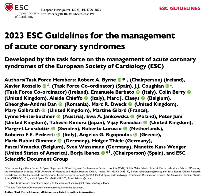 ESC
European Society
of Cardiology
ESC GUIDELINES
2023 ESC Guidelines for the management
of acute coronary syndromes
Developed by the task force on the management of acute coronary
syndromes of the European Society of Cardiology (ESC)
Authors/Task Force Members: Robert A. Byrne *†, (Chairperson) (Ireland),
Xavier Rossello ‡, (Task Force Co-ordinator) (Spain), J.J. Coughlan ‡,
(Task Force Co-ordinator) (Ireland), Emanuele Barbato (Italy), Colin Berry
(United Kingdom), Alaide Chieffo (Italy), Marc J. Claeys (Belgium),
Gheorghe-Andrei Dan (Romania), Marc R. Dweck (United Kingdom),
Mary Galbraith (United Kingdom), Martine Gilard (France),
Lynne Hinterbuchner (Austria), Ewa A. Jankowska (Poland), Peter Jüni
(United Kingdom), Takeshi Kimura (Japan), Vijay Kunadian (United Kingdom),
Margret Leosdottir (Sweden), Roberto Lorusso (Netherlands),
Roberto F.E. Pedretti (Italy), Angelos G. Rigopoulos (Greece),
Maria Rubini Gimenez (Germany), Holger Thiele (Germany),
Pascal Vranckx (Belgium), Sven Wassmann (Germany), Nanette Kass Wenger
(United States of America), Borja Ibanez *†, (Chairperson) (Spain), and ESC
Scientific Document Group